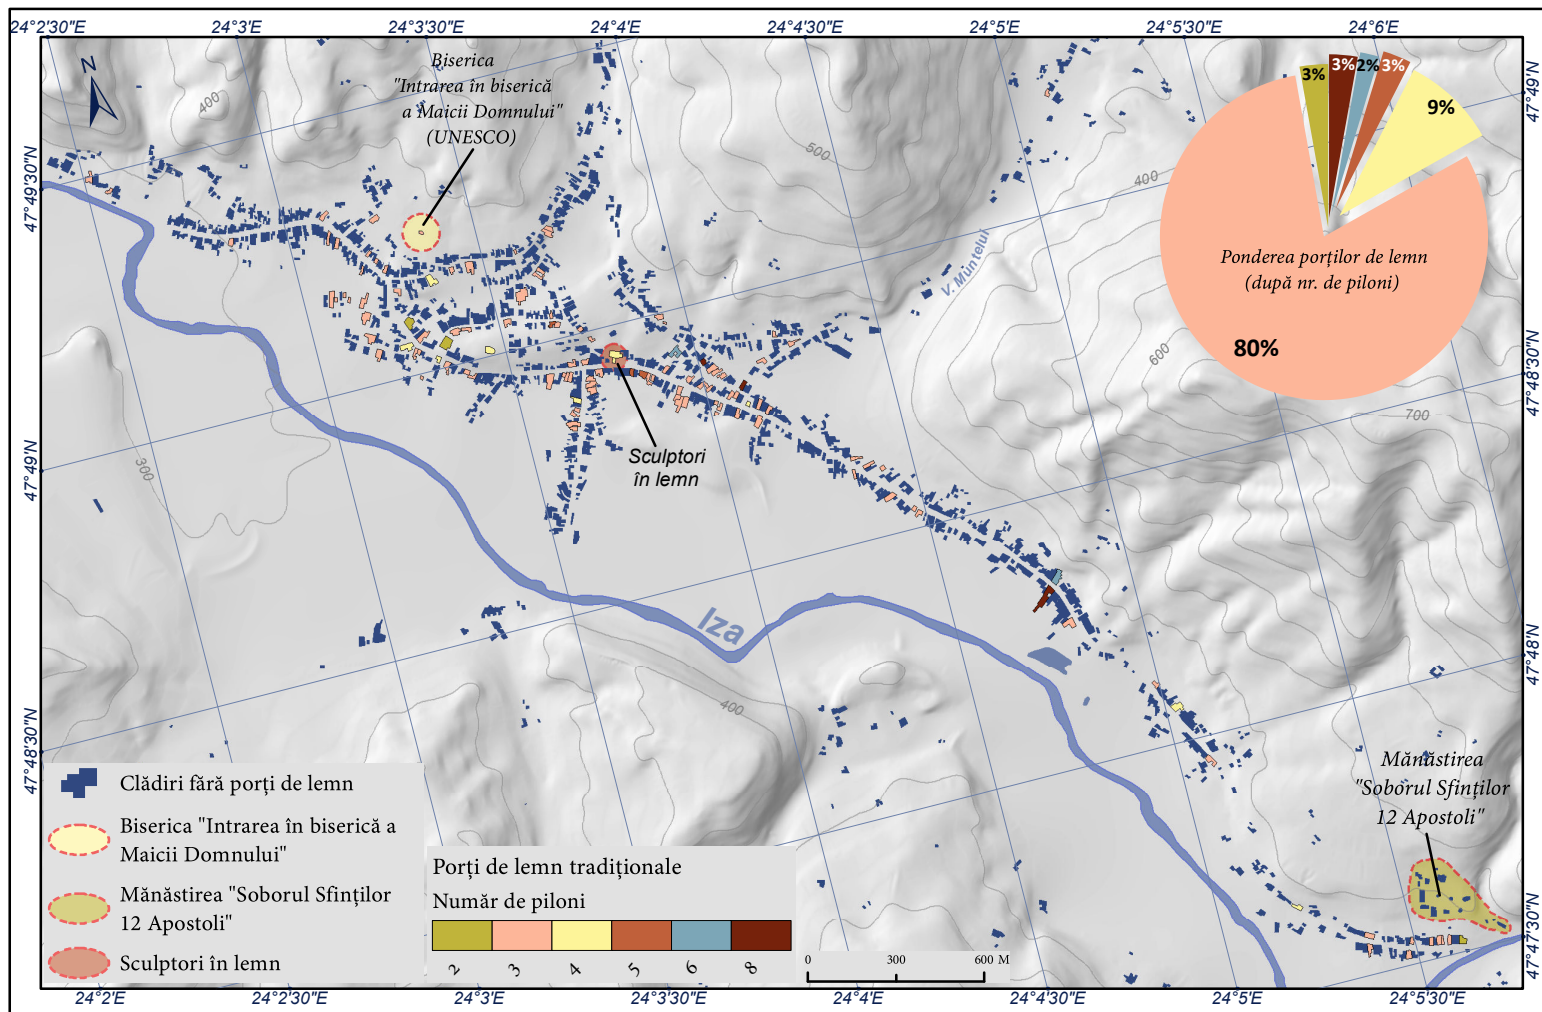 24°2'30"E
24°3'E
24°3'30"E
24°4'E
24°4'30"E
24°5'E
24°5'30"E
24°6'E
N
Biserica
"Intrarea în biserică
a Maicii Domnului"
(UNESCO)
400
500
400
600
700
300
400
V. Muntelui
3%
3%
2%
3%
9%
80%
Ponderea porților de lemn
(după nr. de piloni)
Sculptori
în lemn
Iza
Mănăstirea
"Soborul Sfinților
12 Apostoli"
47°49'30"N
47°49'N
47°48'30"N
47°49'N
47°48'30"N
47°48'N
47°47'30"N
Clădiri fără porți de lemn
Biserica "Intrarea în biserică a
Maicii Domnului"
Mănăstirea "Soborul Sfinților
12 Apostoli"
Sculptori în lemn
Porți de lemn tradiționale
Număr de piloni
2 3 4 5 6 8
0 300 600 M
24°2'E
24°2'30"E
24°3'E
24°3'30"E
24°4'E
24°4'30"E
24°5'E
24°5'30"E